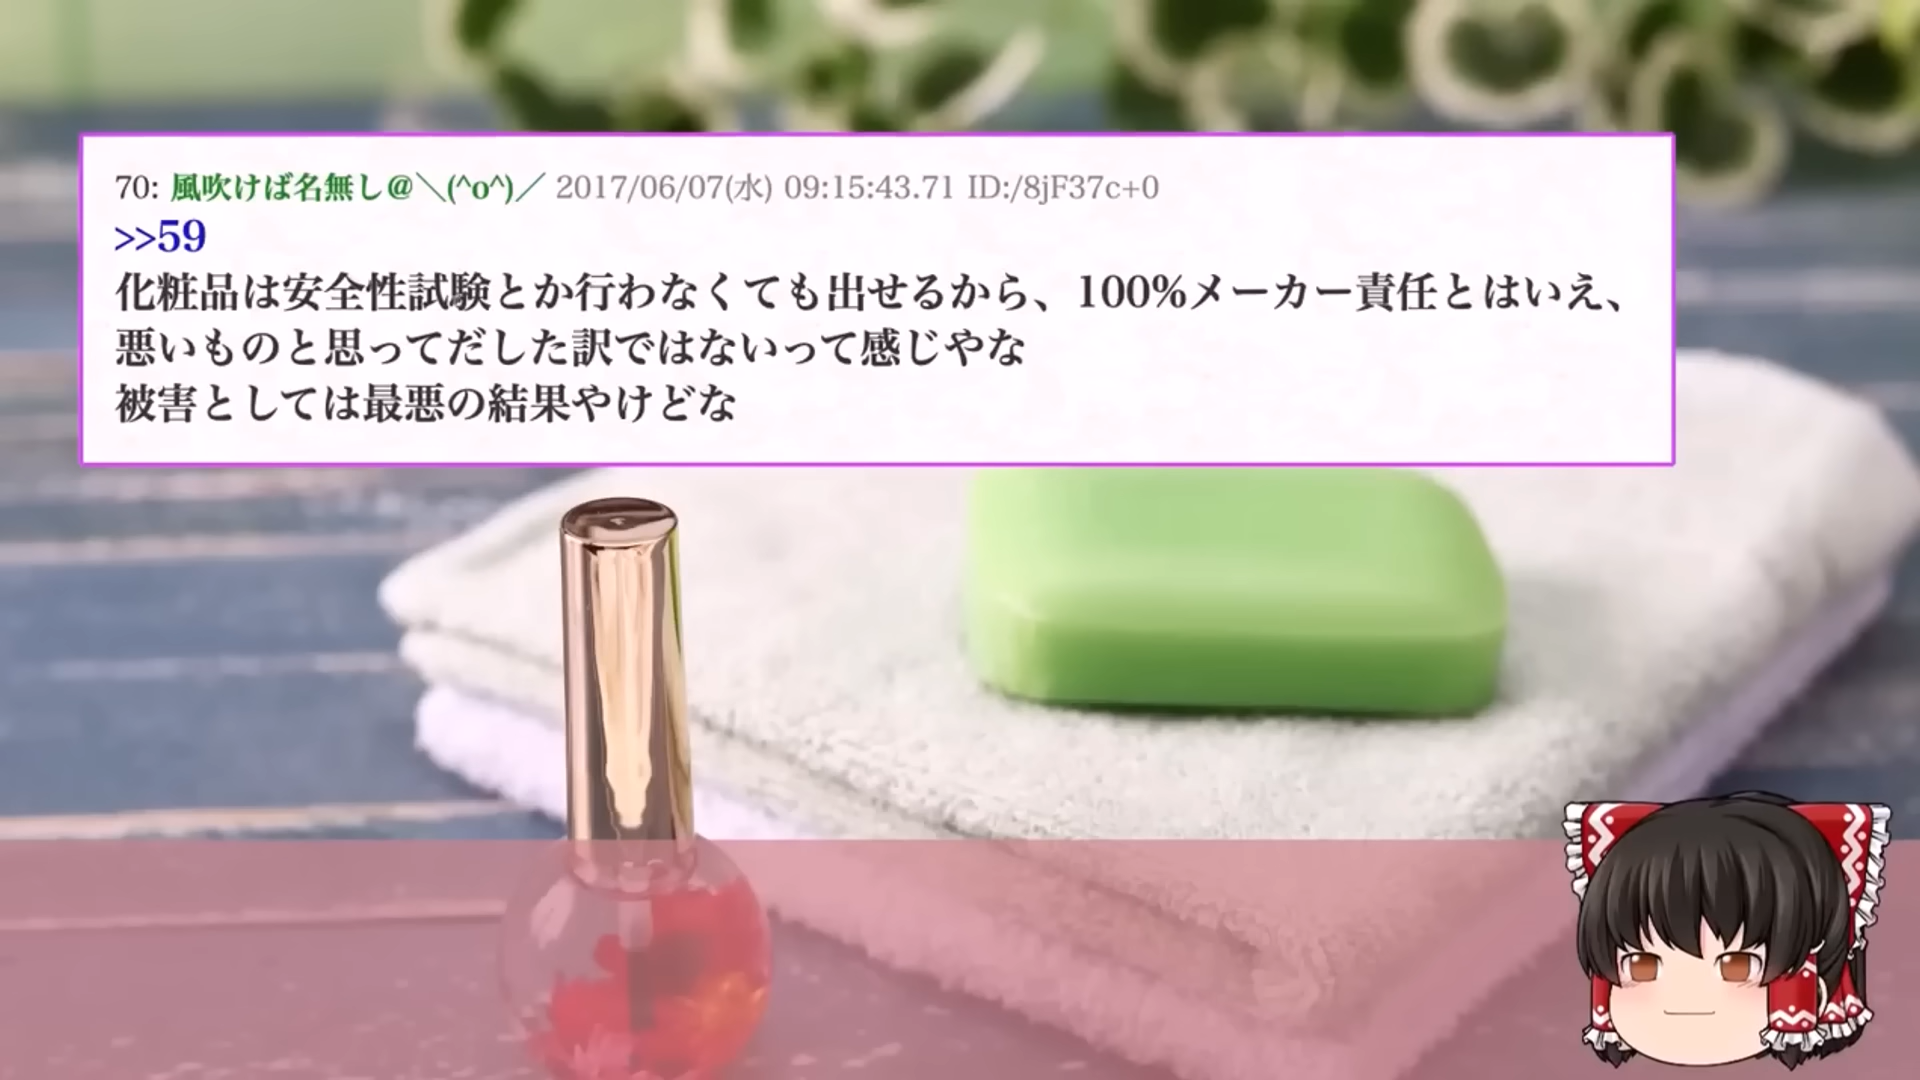 70: 風吹けば名無し＠＼(^o^)／ 2017/06/07(水) 09:15:43.71 ID:/8jF37c+0
>>59
化粧品は安全性試験とか行わなくても出せるから、100%メーカー責任とはいえ、
悪いものと思ってだした訳ではないって感じやな
被害としては最悪の結果やけどな